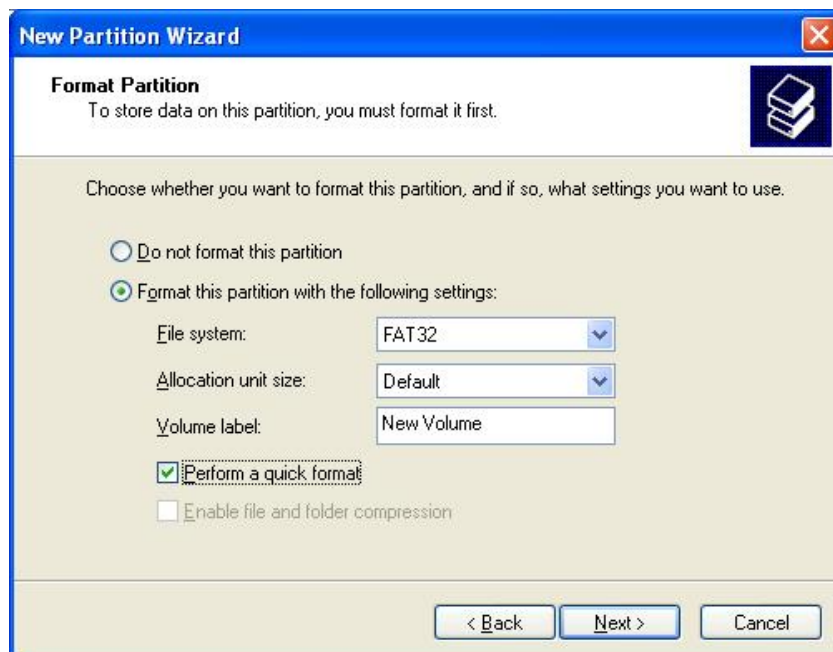 New Partition Wizard
Format Partition
To store data on this partition, you must format it first.
Choose whether you want to format this partition, and if so, what settings you want to use.
Do not format this partition
Format this partition with the following settings:
File system: FAT32
Allocation unit size: Default
Volume label: New Volume
Perform a quick format
Enable file and folder compression
< Back Next > Cancel